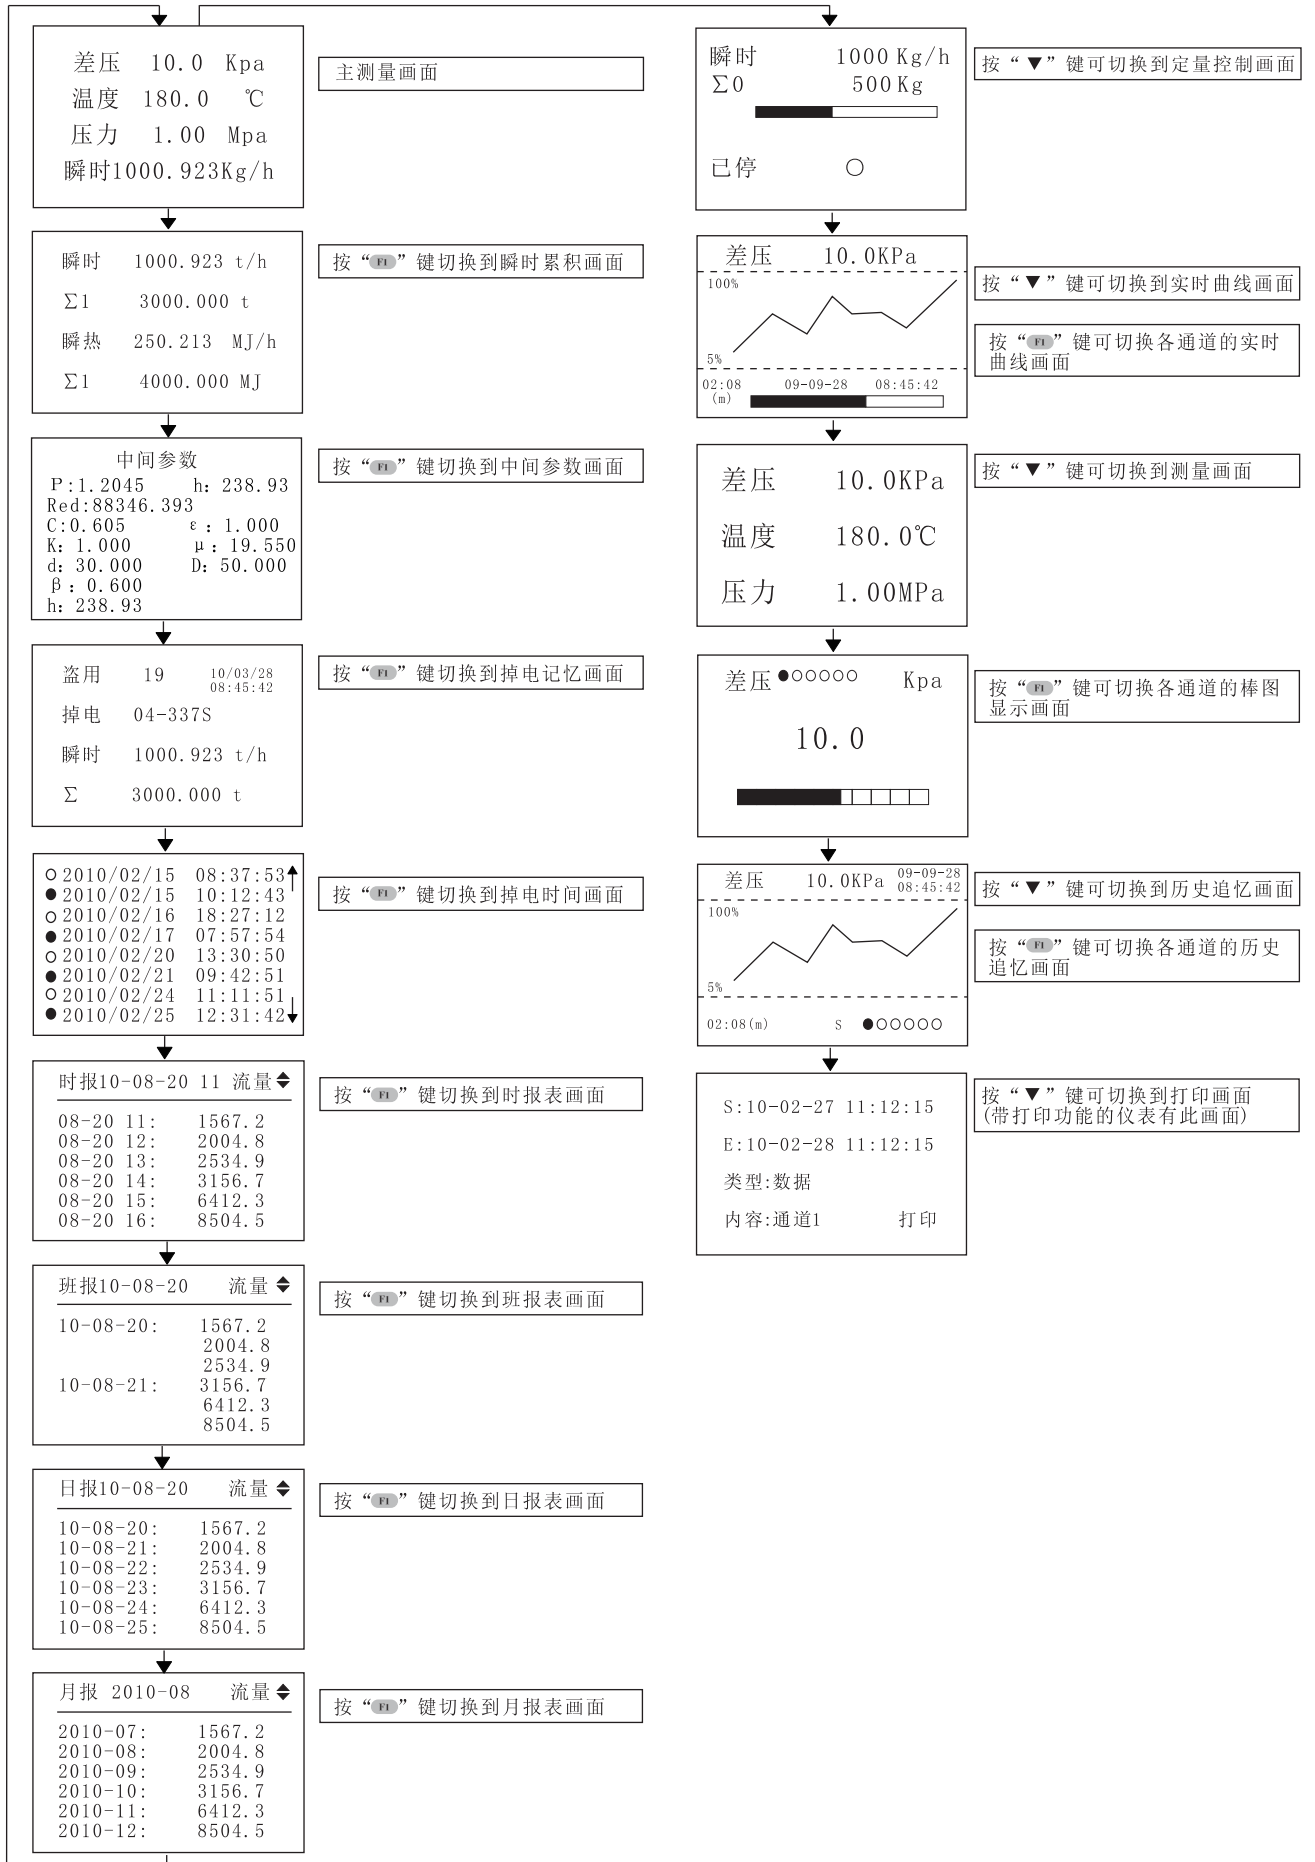 差压 10.0 Kpa
温度 180.0 ℃
压力 1.00 Mpa
瞬时1000.923Kg/h
主测量画面
瞬时 1000.923 t/h
∑1 3000.000 t
瞬热 250.213 MJ/h
∑1 4000.000 MJ
按“F1”键切换到瞬时累积画面
中间参数
P:1.2045 h: 238.93
Red:88346.393
C:0.605 ε: 1.000
K: 1.000 μ: 19.550
d: 30.000 D: 50.000
β: 0.600
h: 238.93
按“F1”键切换到中间参数画面
盗用 19 10/03/28
08:45:42
掉电 04-337S
瞬时 1000.923 t/h
∑ 3000.000 t
按“F1”键切换到掉电记忆画面
○2010/02/15 08:37:53↑
●2010/02/15 10:12:43
○2010/02/16 18:27:12
●2010/02/17 07:57:54
○2010/02/20 13:30:50
●2010/02/21 09:42:51
○2010/02/24 11:11:51
●2010/02/25 12:31:42↓
按“F1”键切换到掉电时间画面
时报10-08-20 11 流量
08-20 11: 1567.2
08-20 12: 2004.8
08-20 13: 2534.9
08-20 14: 3156.7
08-20 15: 6412.3
08-20 16: 8504.5
按“F1”键切换到时报表画面
班报10-08-20 流量
10-08-20: 1567.2
2004.8
2534.9
10-08-21: 3156.7
6412.3
8504.5
按“F1”键切换到班报表画面
日报10-08-20 流量
10-08-20: 1567.2
10-08-21: 2004.8
10-08-22: 2534.9
10-08-23: 3156.7
10-08-24: 6412.3
10-08-25: 8504.5
按“F1”键切换到日报表画面
月报 2010-08 流量
2010-07: 1567.2
2010-08: 2004.8
2010-09: 2534.9
2010-10: 3156.7
2010-11: 6412.3
2010-12: 8504.5
按“F1”键切换到月报表画面
瞬时 1000 Kg/h
∑0 500 Kg
已停 ○
按“▼”键可切换到定量控制画面
差压 10.0KPa
100%
5%
02:08 09-09-28 08:45:42
(m)
按“▼”键可切换到实时曲线画面
按“F1”键可切换各通道的实时
曲线画面
差压 10.0KPa
温度 180.0℃
压力 1.00MPa
按“▼”键可切换到测量画面
差压●○○○○○ Kpa
10.0
按“F1”键可切换各通道的棒图
显示画面
差压 10.0KPa 09-09-28
08:45:42
100%
5%
02:08(m) S ●○○○○○
按“▼”键可切换到历史追忆画面
按“F1”键可切换各通道的历史
追忆画面
S:10-02-27 11:12:15
E:10-02-28 11:12:15
类型:数据
内容:通道1 打印
按“▼”键可切换到打印画面
(带打印功能的仪表有此画面)